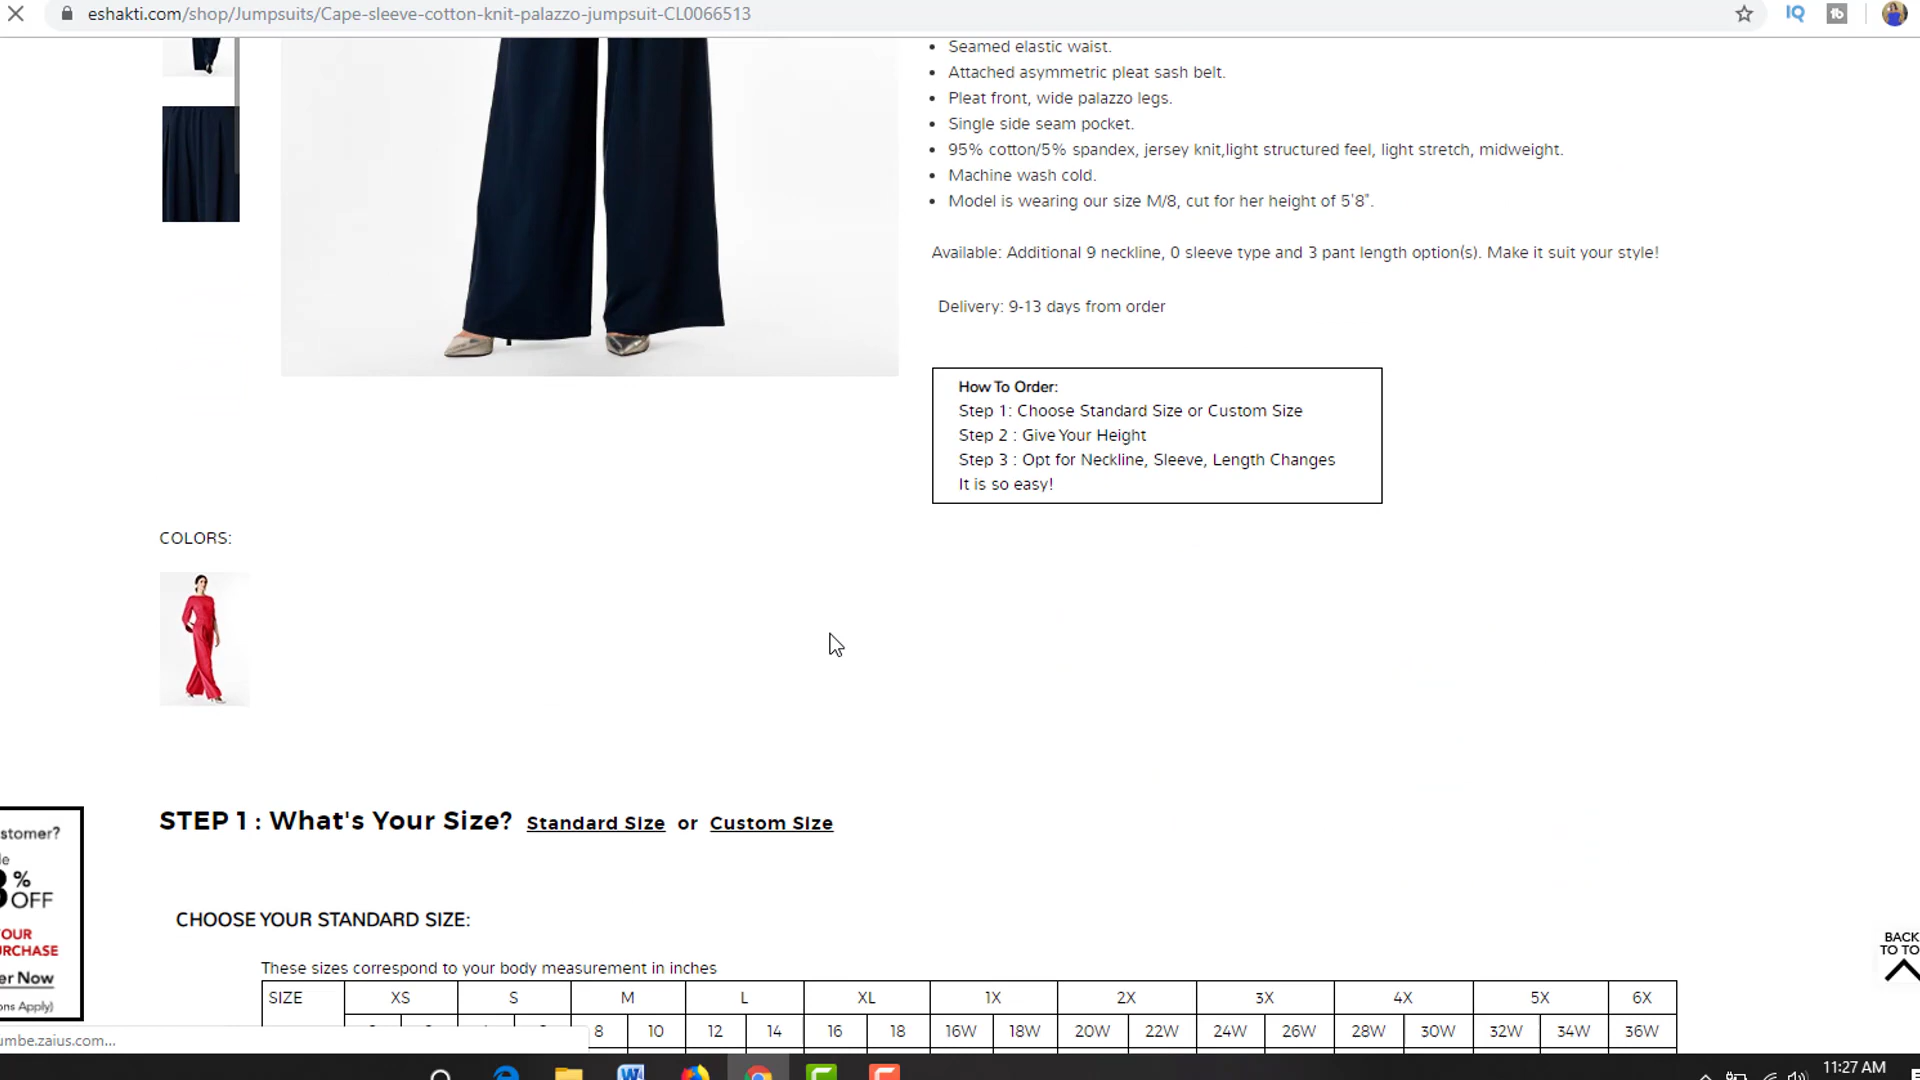 eshakti.com/shop/Jumpsuits/Cape-sleeve-cotton-knit-palazzo-jumpsuit-CL0066513
Seamed elastic waist.
Attached asymmetric pleat sash belt.
Pleat front, wide palazzo legs.
Single side seam pocket.
95% cotton/5% spandex, jersey knit,light structured feel, light stretch, midweight.
Machine wash cold.
Model is wearing our size M/8, cut for her height of 5'8".
Available: Additional 9 neckline, 0 sleeve type and 3 pant length option(s). Make it suit your style!
Delivery: 9-13 days from order
How To Order:
Step 1: Choose Standard Size or Custom Size
Step 2 : Give Your Height
Step 3 : Opt for Neckline, Sleeve, Length Changes
It is so easy!
COLORS:
STEP 1 : What's Your Size? Standard Size or Custom Size
stomer?
% OFF
OUR
RCHASE
er Now
ons Apply)
BACK
TO TO
CHOOSE YOUR STANDARD SIZE:
These sizes correspond to your body measurement in inches
SIZE XS S M L XL 1X 2X 3X 4X 5X 6X
8 10 12 14 16 18 16W 18W 20W 22W 24W 26W 28W 30W 32W 34W 36W
umbe.zaius.com...
11:27 AM